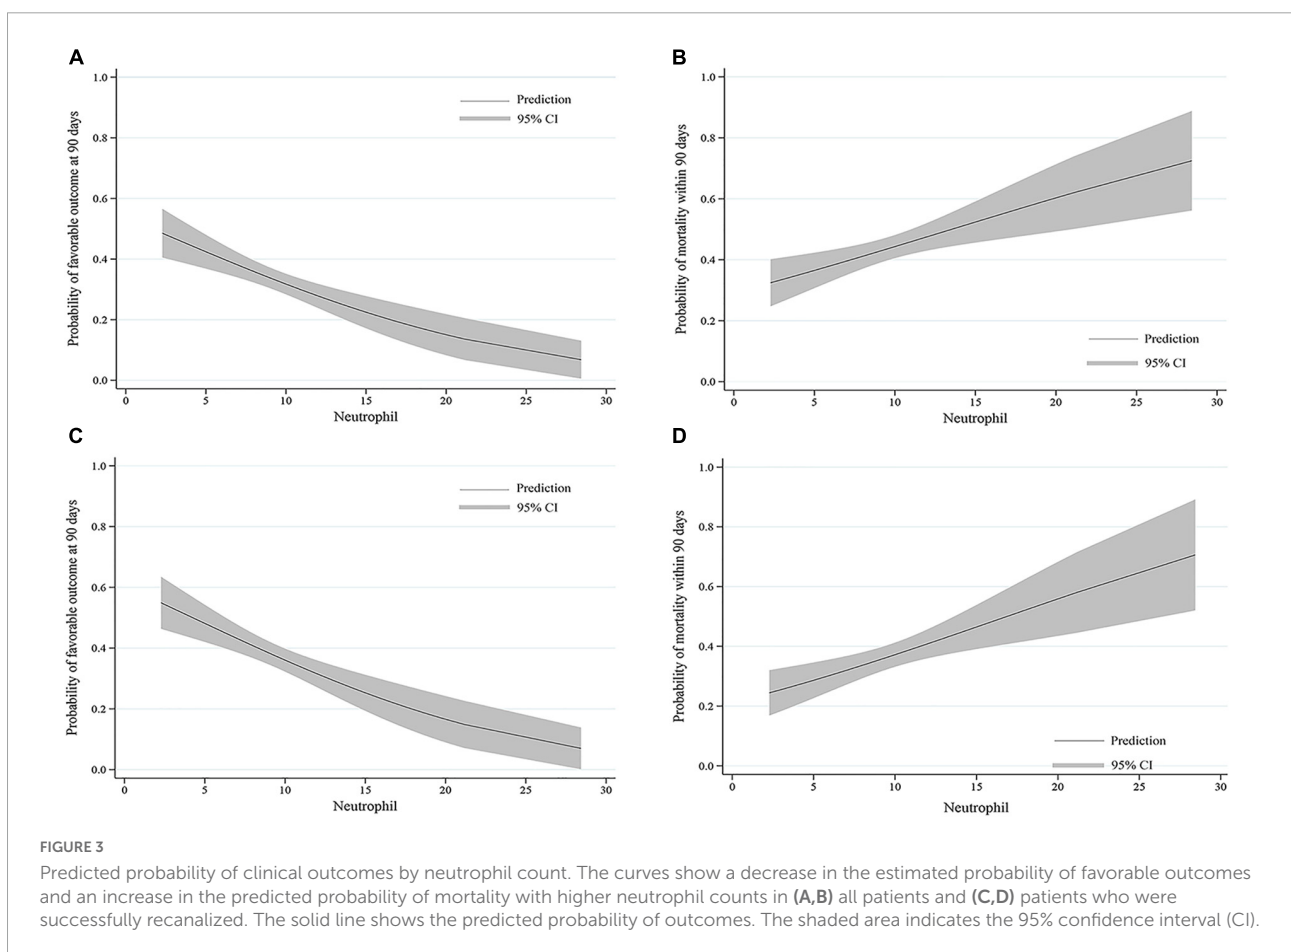 A
1.0
0.8
0.6
0.4
0.2
0.0
Probability of favorable outcome at 90 days
Prediction
95% CI
0 5 10 15 20 25 30
Neutrophil
B
1.0
0.8
0.6
0.4
0.2
0.0
Probability of mortality within 90 days
Prediction
95% CI
0 5 10 15 20 25 30
Neutrophil
C
1.0
0.8
0.6
0.4
0.2
0.0
Probability of favorable outcome at 90 days
Prediction
95% CI
0 5 10 15 20 25 30
Neutrophil
D
1.0
0.8
0.6
0.4
0.2
0.0
Probability of mortality within 90 days
Prediction
95% CI
0 5 10 15 20 25 30
Neutrophil
FIGURE 3
Predicted probability of clinical outcomes by neutrophil count. The curves show a decrease in the estimated probability of favorable outcomes
and an increase in the predicted probability of mortality with higher neutrophil counts in (A,B) all patients and (C,D) patients who were
successfully recanalized. The solid line shows the predicted probability of outcomes. The shaded area indicates the 95% confidence interval (CI).